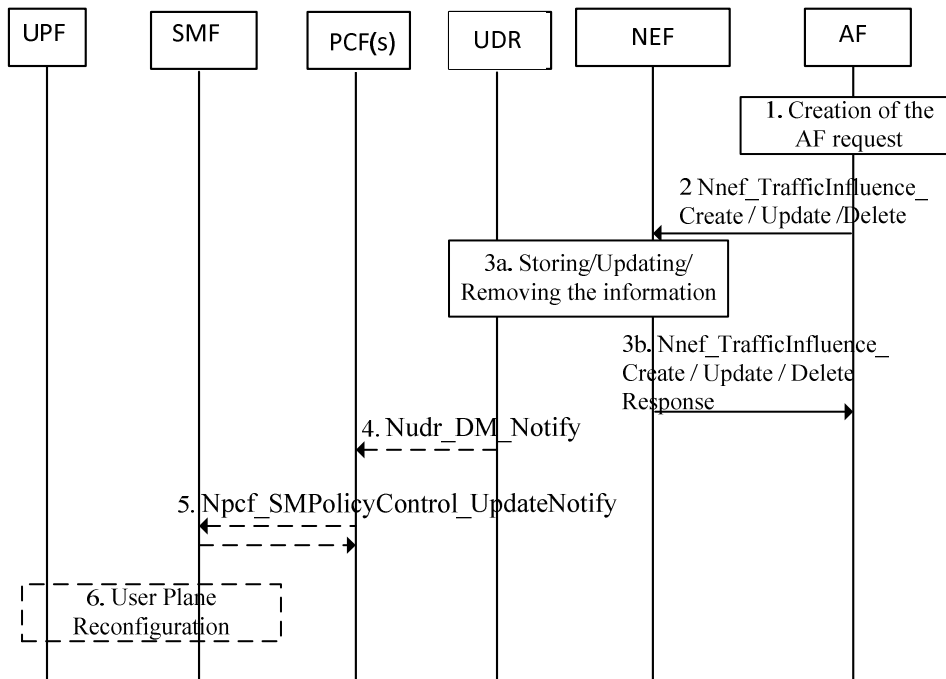 UPF
SMF
PCF(s)
UDR
NEF
AF
1. Creation of the
AF request
2 Nnef_TrafficInfluence_
Create / Update /Delete
3a. Storing/Updating/
Removing the information
3b. Nnef_TrafficInfluence_
Create / Update / Delete
Response
4. Nudr_DM_Notify
5. Npcf_SMPolicyControl_UpdateNotify
6. User Plane
Reconfiguration